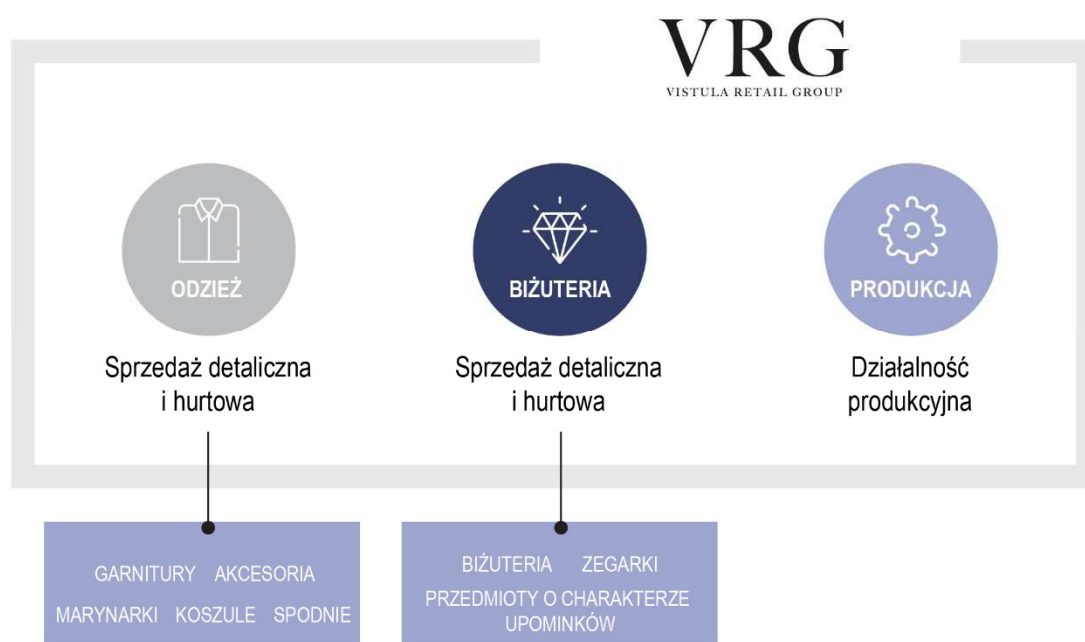 VRG
VISTULA RETAIL GROUP
ODZIEŻ
Sprzedaż detaliczna
i hurtowa
BIŻUTERIA
Sprzedaż detaliczna
i hurtowa
PRODUKCJA
Działalność
produkcyjna
GARNITURY AKCESORIA
MARYNARKI KOSZULE SPODNIE
BIŻUTERIA ZEGARKI
PRZEDMIOTY O CHARAKTERZE
UPOMINKÓW